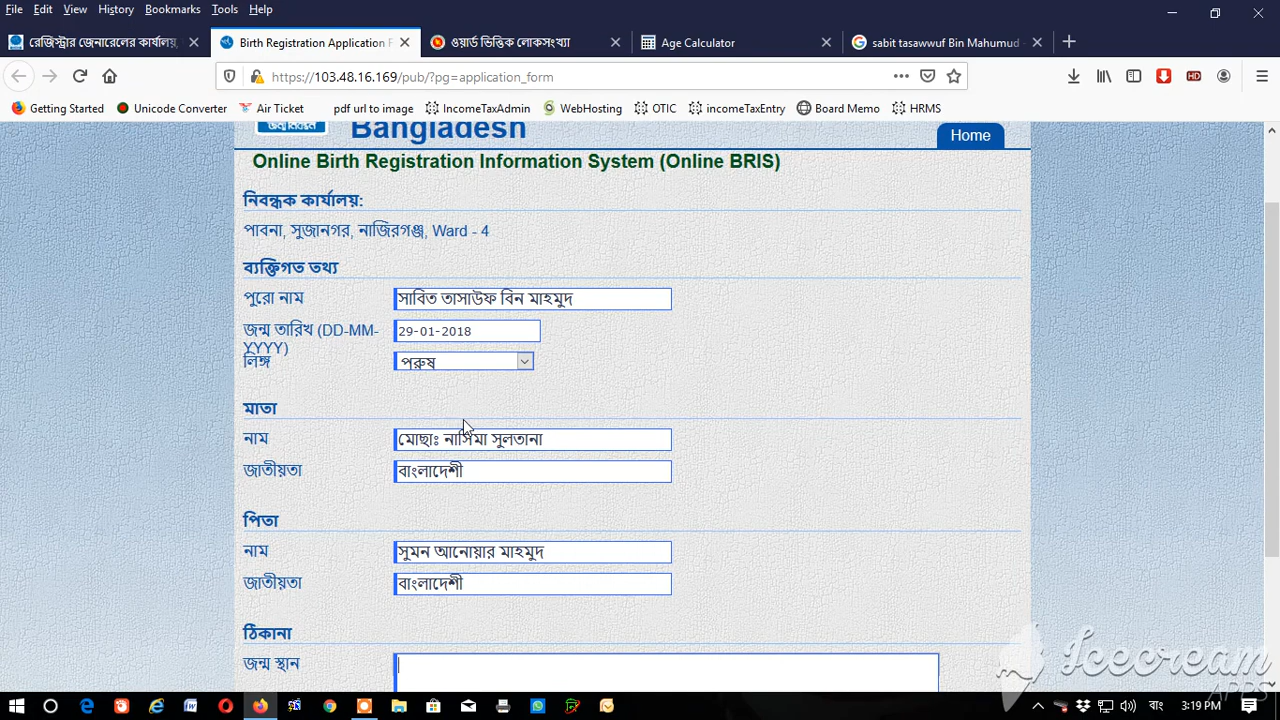 File Edit View History Bookmarks Tools Help
রেজিস্ট্রার জেনারেলের কার্যালয়,
Birth Registration Application F
ওয়ার্ড ভিত্তিক লোকসংখ্যা
Age Calculator
sabit tasawwuf Bin Mahumud -
https://103.48.16.169/pub/?pg=application_form
Getting Started Unicode Converter Air Ticket pdf url to image IncomeTaxAdmin WebHosting OTIC incomeTaxEntry Board Memo HRMS
Bangladesh
Home
Online Birth Registration Information System (Online BRIS)
নিবন্ধক কার্যালয়:
পাবনা, সুজানগর, নাজিরগঞ্জ, Ward - 4
ব্যক্তিগত তথ্য
পুরো নাম সাবিত তাসাউফ বিন মাহমুদ
জন্ম তারিখ (DD-MM- 29-01-2018
YYYY)
লিঙ্গ পুরুষ
মাতা
নাম মোছাঃ নাসিমা সুলতানা
জাতীয়তা বাংলাদেশী
পিতা
নাম সুমন আনোয়ার মাহমুদ
জাতীয়তা বাংলাদেশী
ঠিকানা
জন্ম স্থান
Icecream
APPS
বাং 3:19 PM